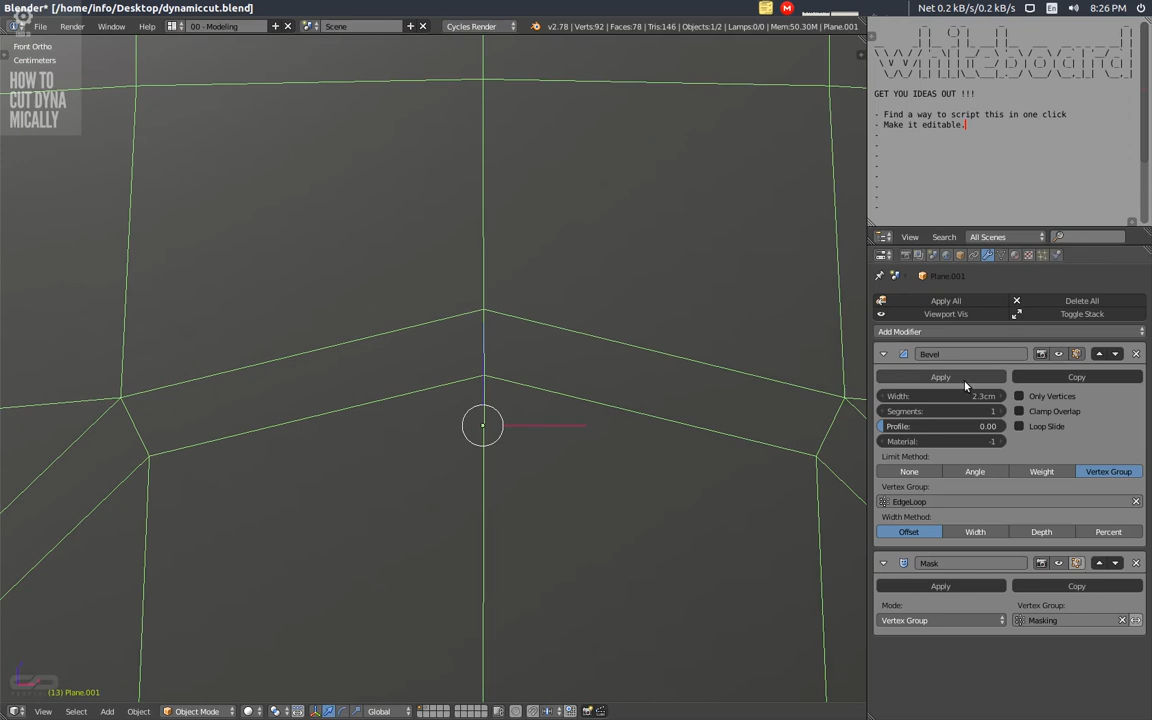 Blender* [/home/info/Desktop/dynamiccut.blend]
Net 0.2 kB/s/0.2 kB/s En 8:26 PM
File Render Window Help 00 - Modeling Scene Cycles Render v2.78 | Verts:92 | Faces:78 | Tris:146 | Objects:1/2 | Lamps:0/0 | Mem:50.30M | Plane.001
Front Ortho
Centimeters
HOW TO
CUT DYNA
MICALLY
whiteboard
GET YOU IDEAS OUT !!!
- Find a way to script this in one click
- Make it editable.
-
-
-
-
-
-
-
-
View Search All Scenes
Plane.001
Apply All Delete All
Viewport Vis Toggle Stack
Add Modifier
Bevel
Apply Copy
Width: 2.3cm Only Vertices
Segments: 1 Clamp Overlap
Profile: 0.00 Loop Slide
Material: -1
Limit Method:
None Angle Weight Vertex Group
Vertex Group:
EdgeLoop
Width Method:
Offset Width Depth Percent
Mask
Apply Copy
Mode: Vertex Group:
Vertex Group Masking
(13) Plane.001
View Select Add Object Object Mode Global